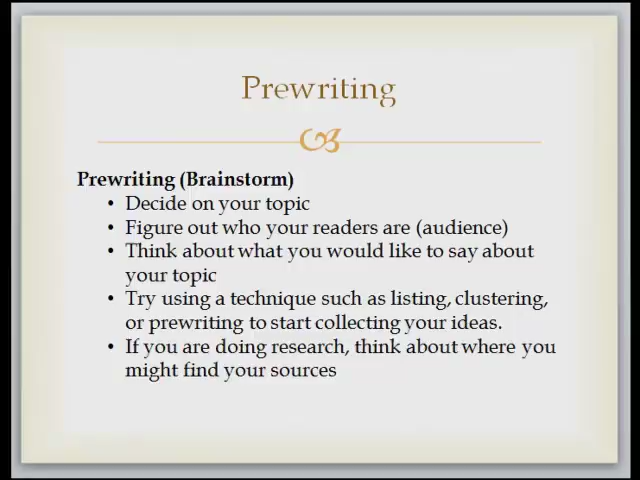 Prewriting
Prewriting (Brainstorm)
• Decide on your topic
• Figure out who your readers are (audience)
• Think about what you would like to say about
your topic
• Try using a technique such as listing, clustering,
or prewriting to start collecting your ideas.
• If you are doing research, think about where you
might find your sources